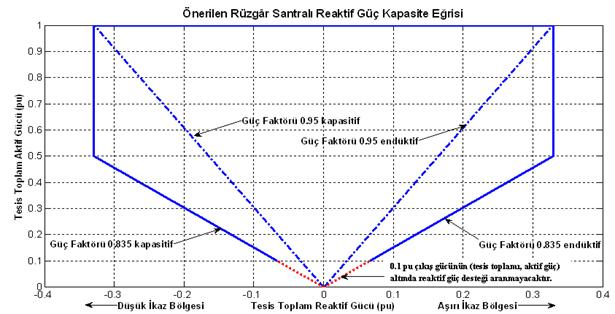 Önerilen Rüzgâr Santralı Reaktif Güç Kapasite Eğrisi
Tesis Toplam Aktif Gücü (pu)
1
0.9
0.8
0.7
0.6
0.5
0.4
0.3
0.2
0.1
0
Güç Faktörü 0.95 kapasitif
Güç Faktörü 0.95 endüktif
Güç Faktörü 0.835 kapasitif
Güç Faktörü 0.835 endüktif
0.1 pu çıkış gücünün (tesis toplamı, aktif güç)
altında reaktif güç desteği aranmayacaktır.
-0.4
-0.3
-0.2
-0.1
0
0.1
0.2
0.3
0.4
Düşük İkaz Bölgesi
Tesis Toplam Reaktif Gücü (pu)
Aşırı İkaz Bölgesi